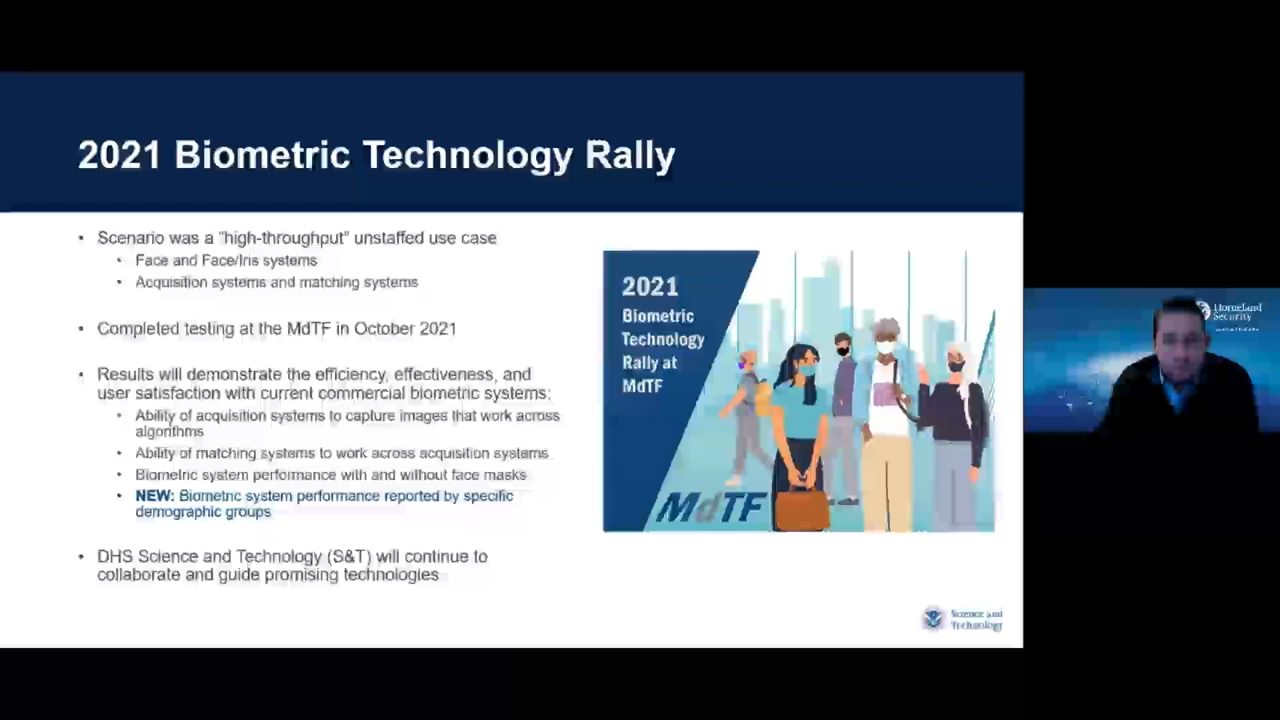 2021 Biometric Technology Rally
• Scenario was a "high-throughput" unstaffed use case
• Face and Face/Iris systems
• Acquisition systems and matching systems
• Completed testing at the MdTF in October 2021
• Results will demonstrate the efficiency, effectiveness, and
user satisfaction with current commercial biometric systems:
• Ability of acquisition systems to capture images that work across
algorithms
• Ability of matching systems to work across acquisition systems
• Biometric system performance with and without face masks
• NEW: Biometric system performance reported by specific
demographic groups
• DHS Science and Technology (S&T) will continue to
collaborate and guide promising technologies
2021
Biometric
Technology
Rally at
MdTF
MdTF
Science and
Technology
Homeland
Security